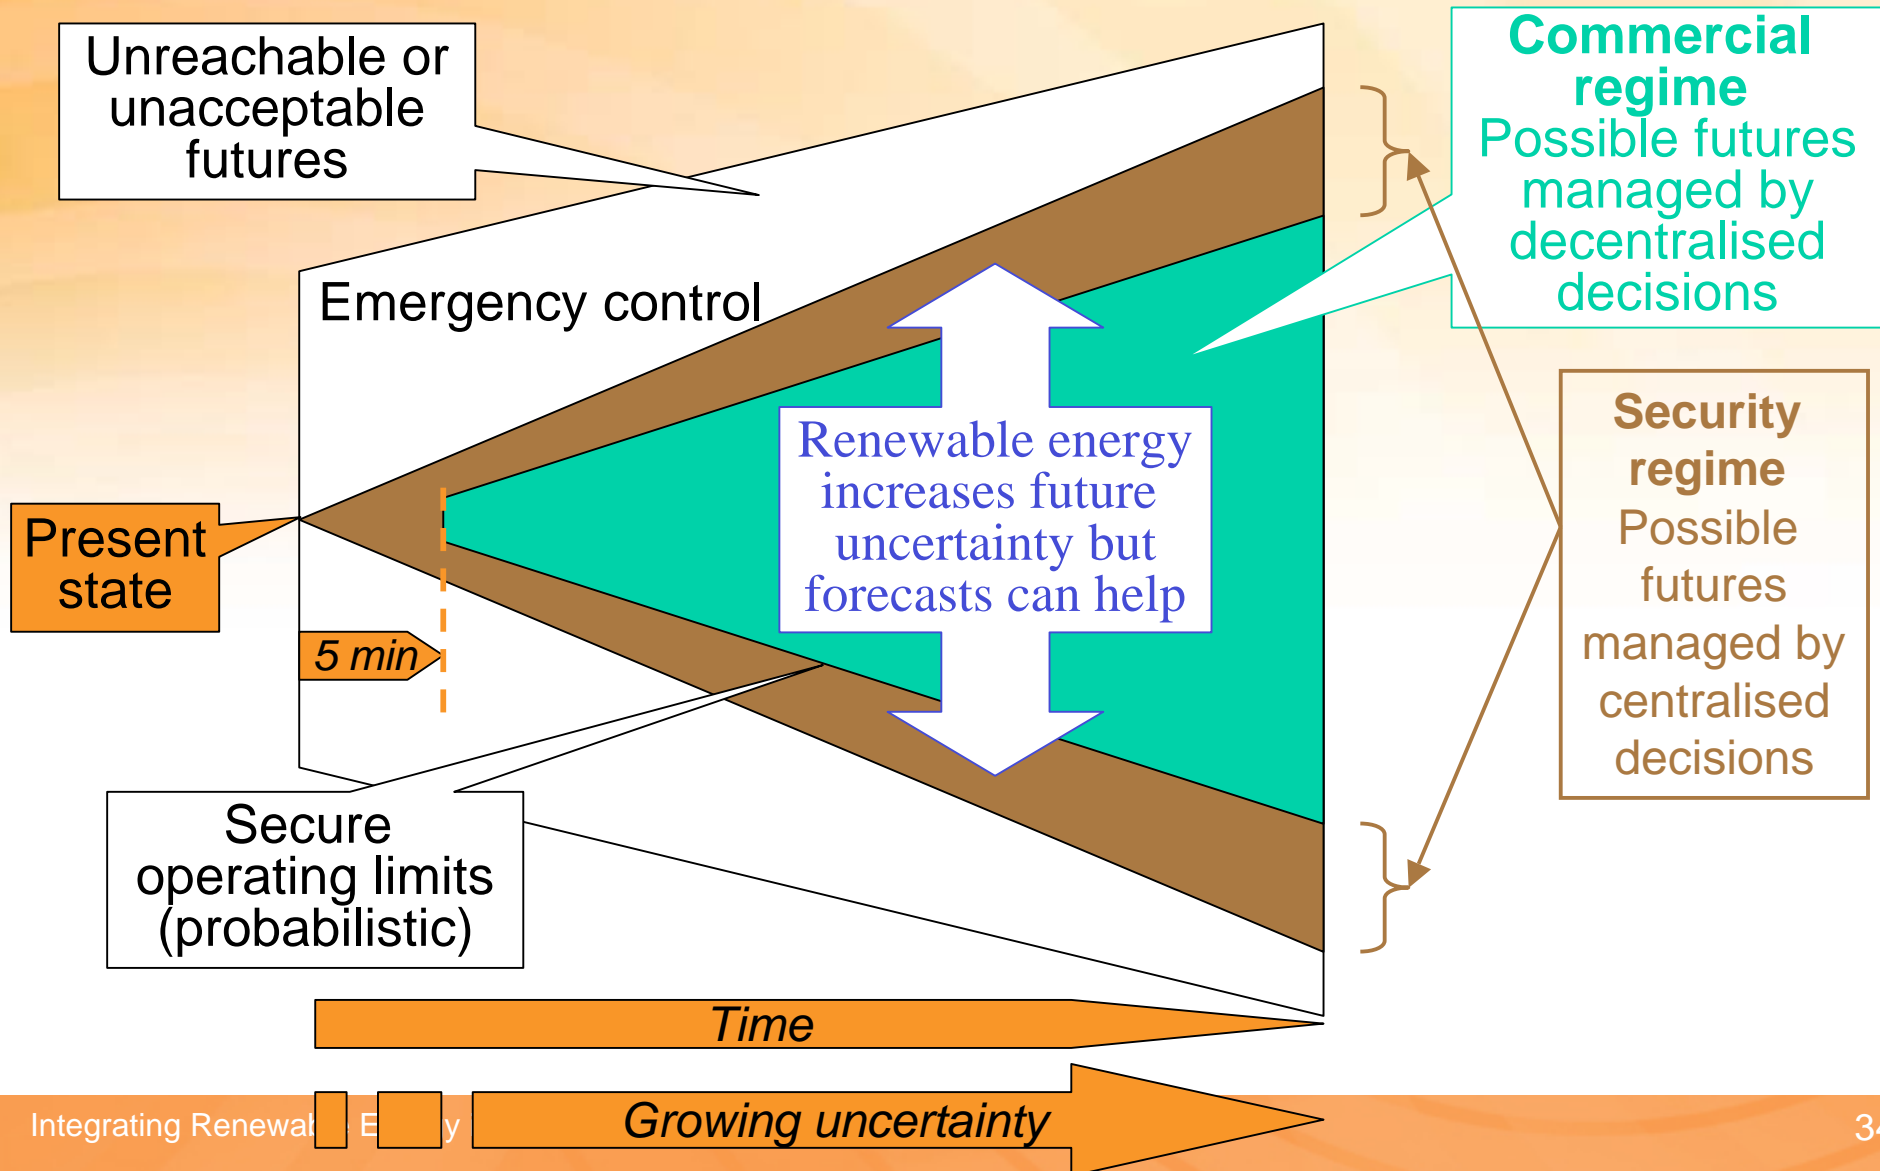 Unreachable or
unacceptable
futures
Commercial
regime
Possible futures
managed by
decentralised
decisions
Emergency control
Renewable energy
increases future
uncertainty but
forecasts can help
Security
regime
Possible
futures
managed by
centralised
decisions
Present
state
5 min
Secure
operating limits
(probabilistic)
Time
Growing uncertainty
Integrating
34